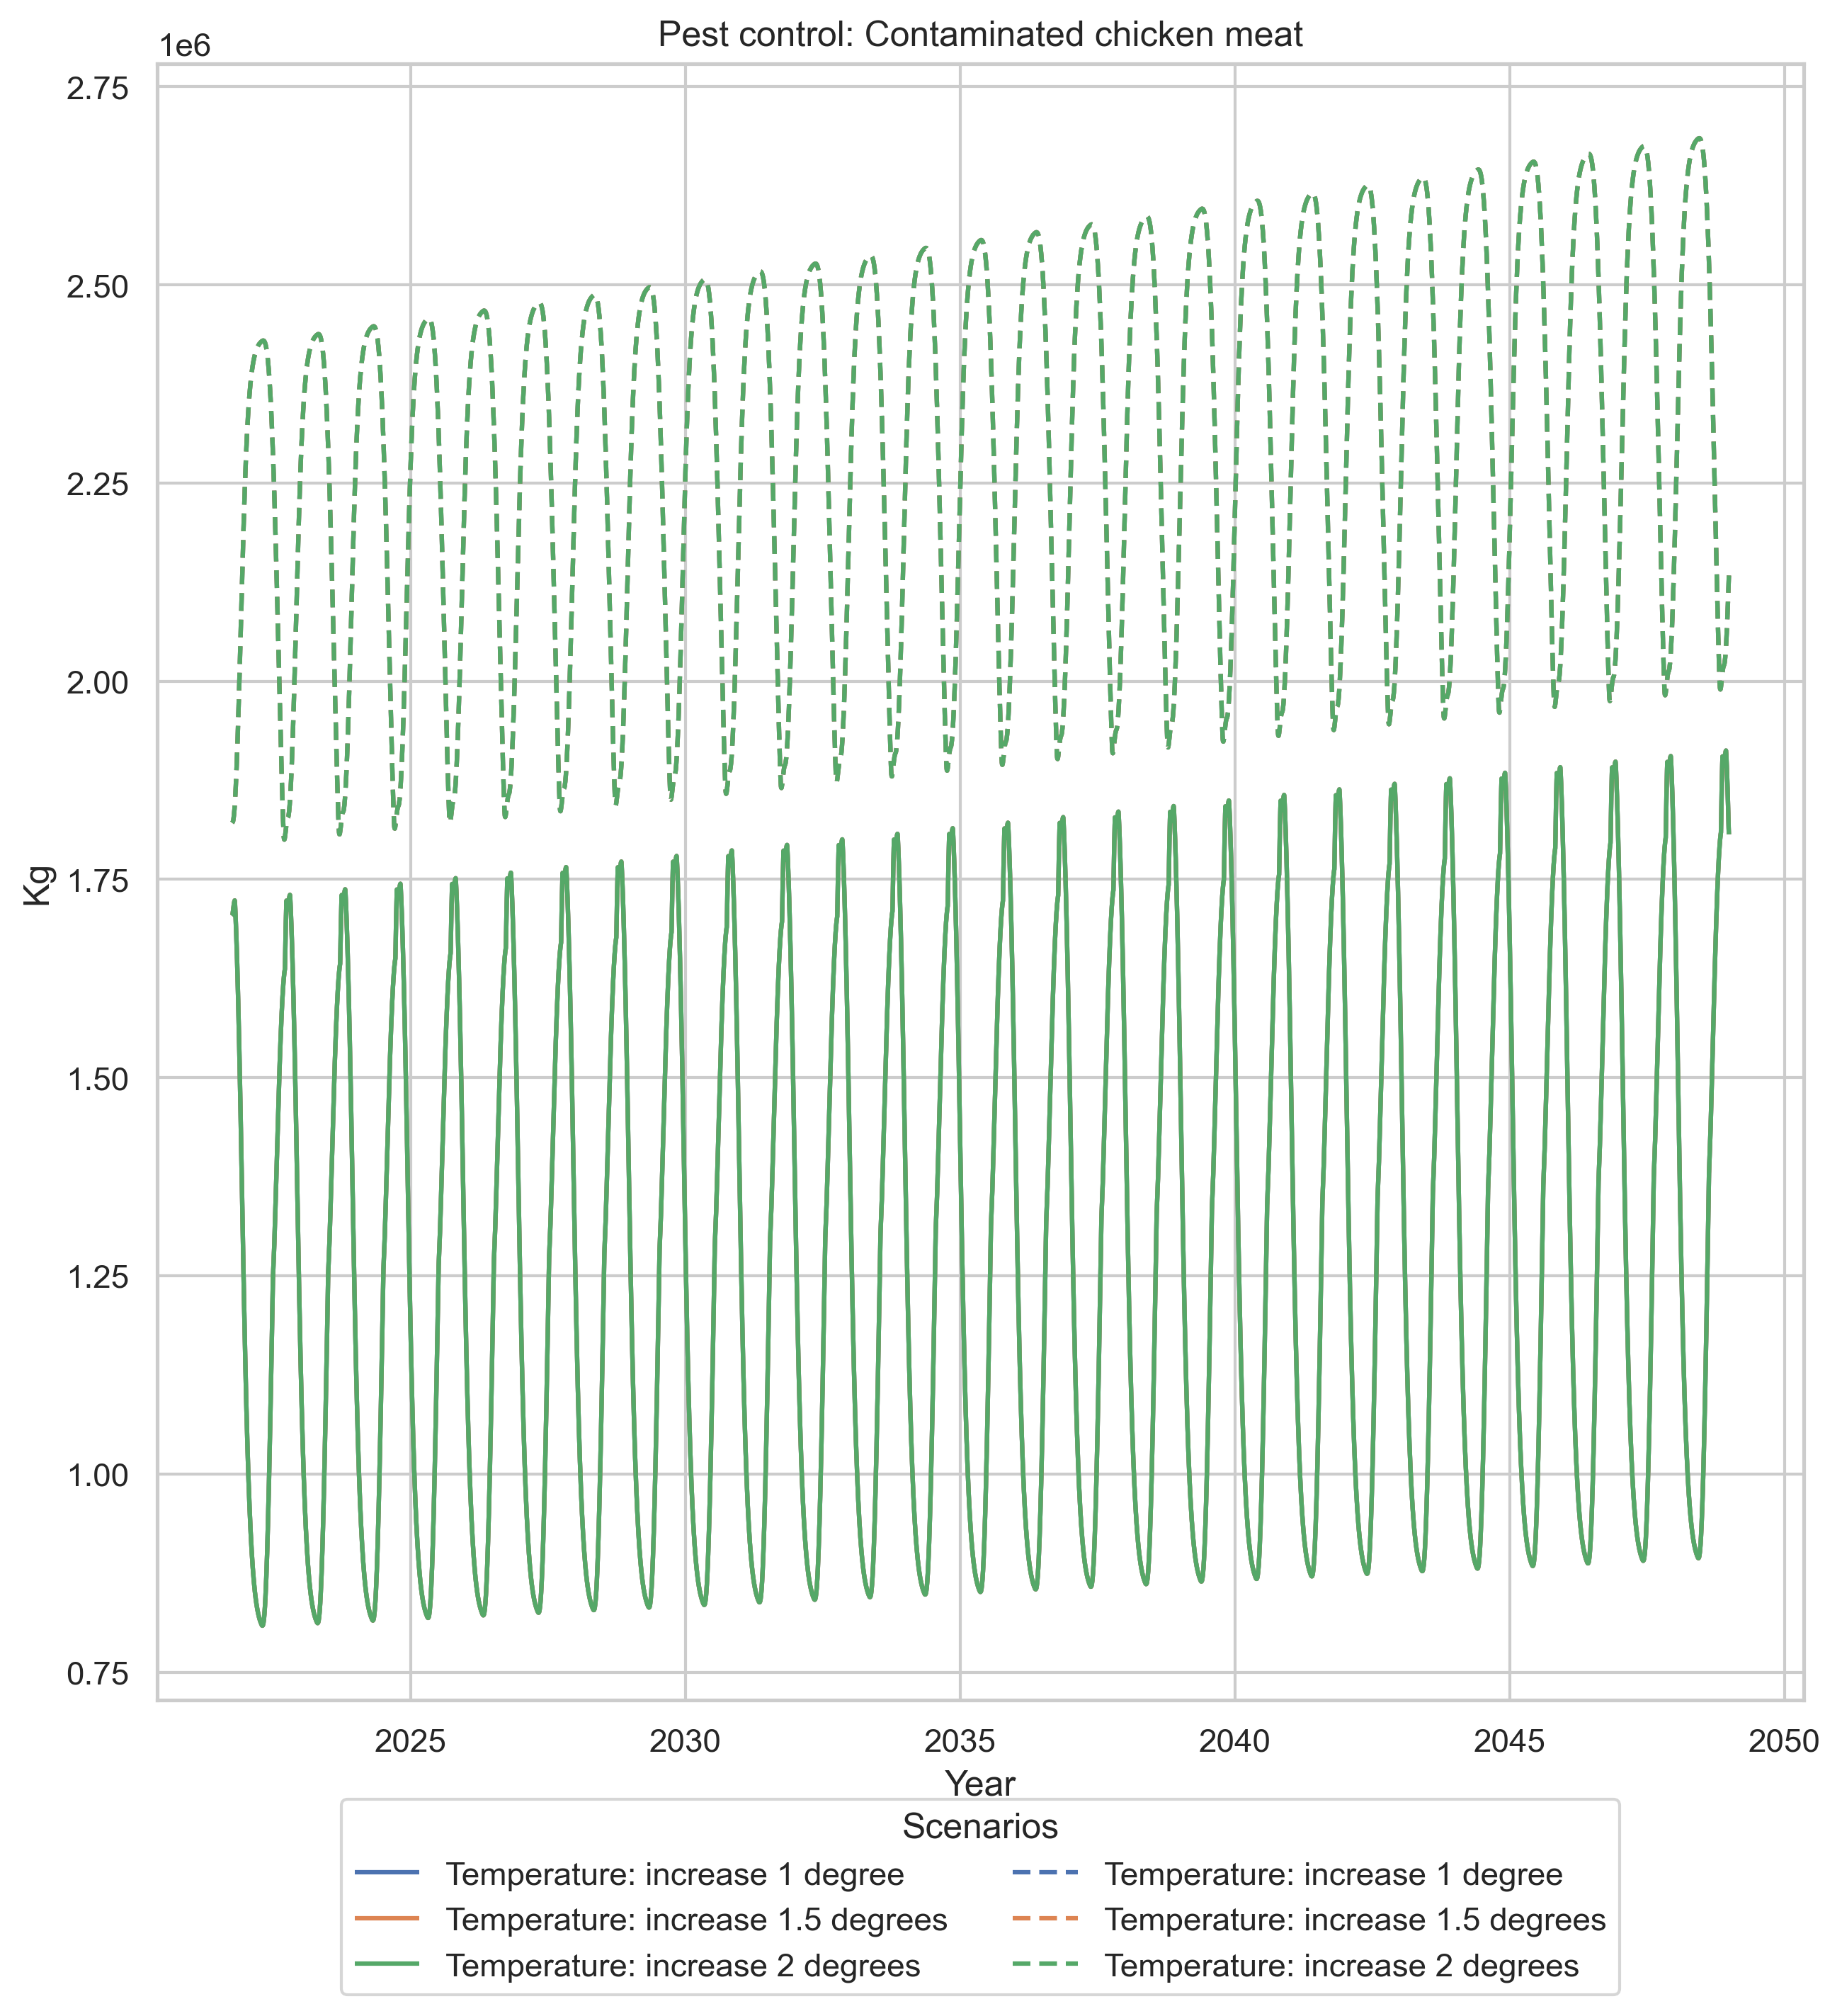 Pest control: Contaminated chicken meat
1e6
2.75
2.50
2.25
2.00
1.75
1.50
1.25
1.00
0.75
Kg
2025 2030 2035 2040 2045 2050
Year
Scenarios
Temperature: increase 1 degree Temperature: increase 1 degree
Temperature: increase 1.5 degrees Temperature: increase 1.5 degrees
Temperature: increase 2 degrees Temperature: increase 2 degrees